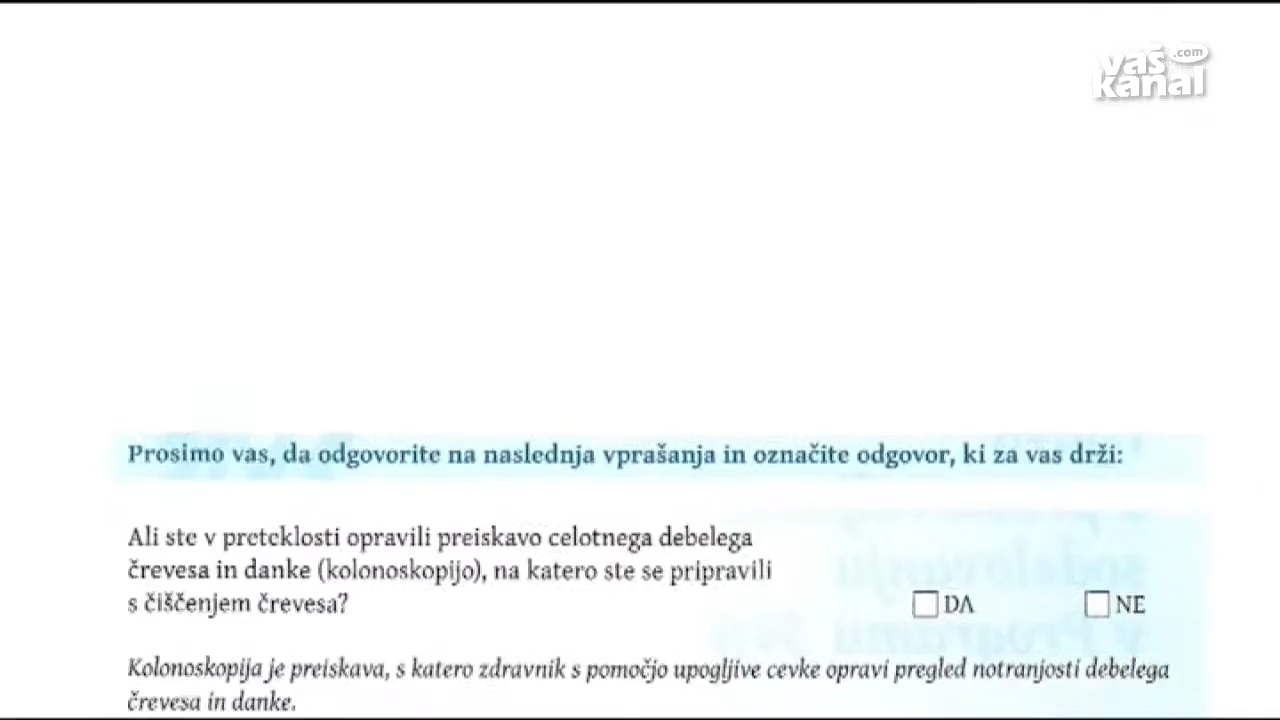 vaš
.com
kanal
Prosimo vas, da odgovorite na naslednja vprašanja in označite odgovor, ki za vas drži:
Ali ste v preteklosti opravili preiskavo celotnega debelega
črevesa in danke (kolonoskopijo), na katero ste se pripravili
s čiščenjem črevesa?
DA
NE
Kolonoskopija je preiskava, s katero zdravnik s pomočjo upogljive cevke opravi pregled notranjosti debelega
črevesa in danke.